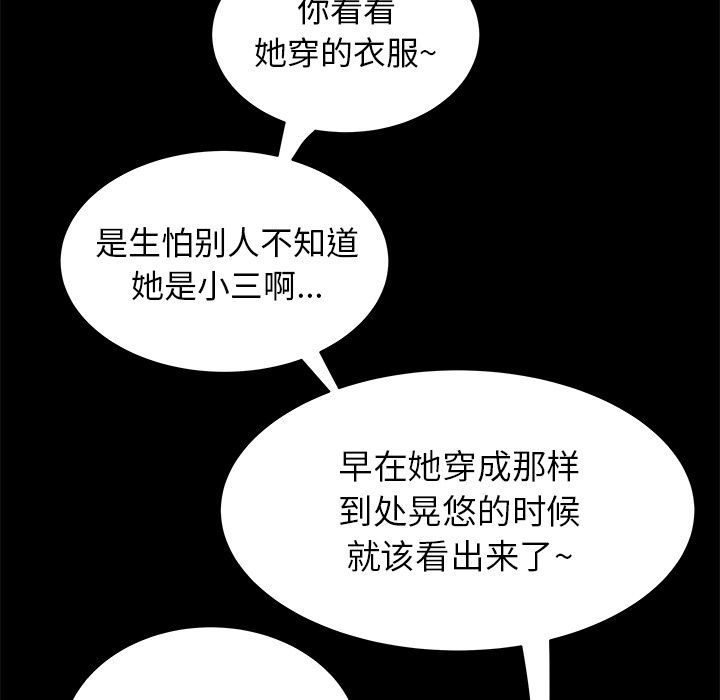 你看看
她穿的衣服~
是生怕别人不知道
她是小三啊...
早在她穿成那样
到处晃悠的时候
就该看出来了~